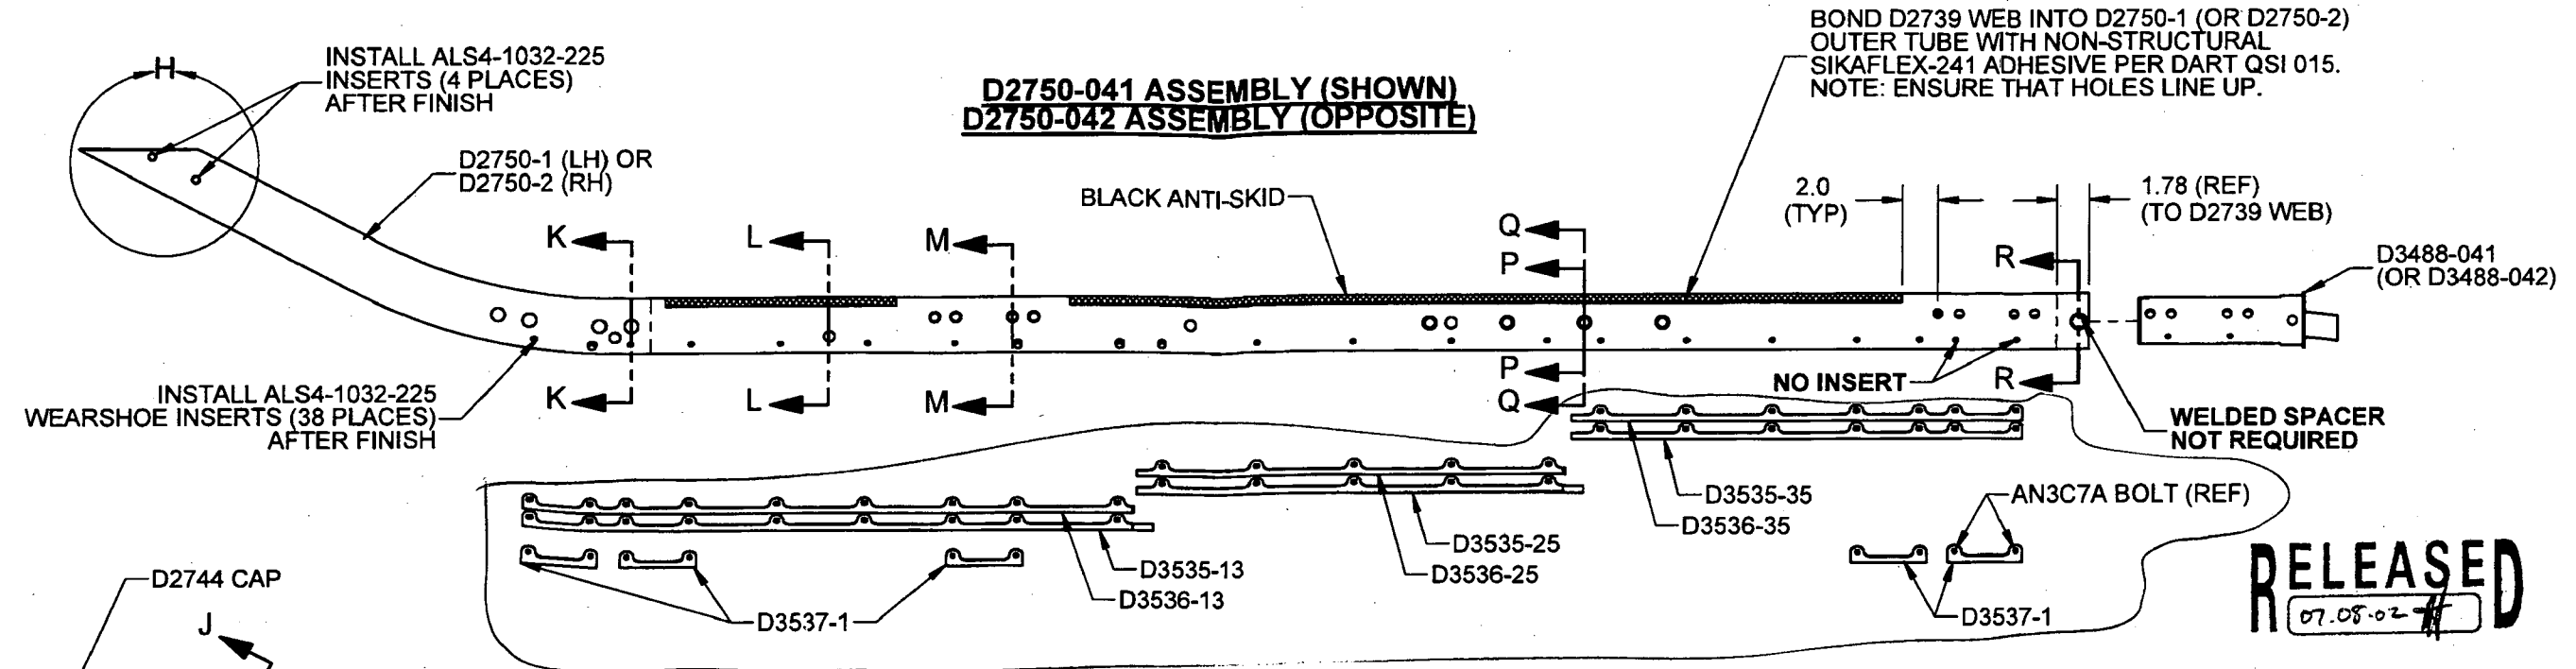 INSTALL ALS4-1032-225
INSERTS (4 PLACES)
AFTER FINISH
H
D2750-1 (LH) OR
D2750-2 (RH)
D2750-041 ASSEMBLY (SHOWN)
D2750-042 ASSEMBLY (OPPOSITE)
BOND D2739 WEB INTO D2750-1 (OR D2750-2)
OUTER TUBE WITH NON-STRUCTURAL
SIKAFLEX-241 ADHESIVE PER DART QSI 015.
NOTE: ENSURE THAT HOLES LINE UP.
BLACK ANTI-SKID
2.0
(TYP)
1.78 (REF)
(TO D2739 WEB)
D3488-041
(OR D3488-042)
K
L
M
Q
P
R
K
L
M
P
Q
R
NO INSERT
INSTALL ALS4-1032-225
WEARSHOE INSERTS (38 PLACES)
AFTER FINISH
WELDED SPACER
NOT REQUIRED
D3535-35
D3536-35
AN3C7A BOLT (REF)
D3535-25
D3536-25
D3535-13
D3536-13
D3537-1
D3537-1
D2744 CAP
J
RELEASED
07.08.02